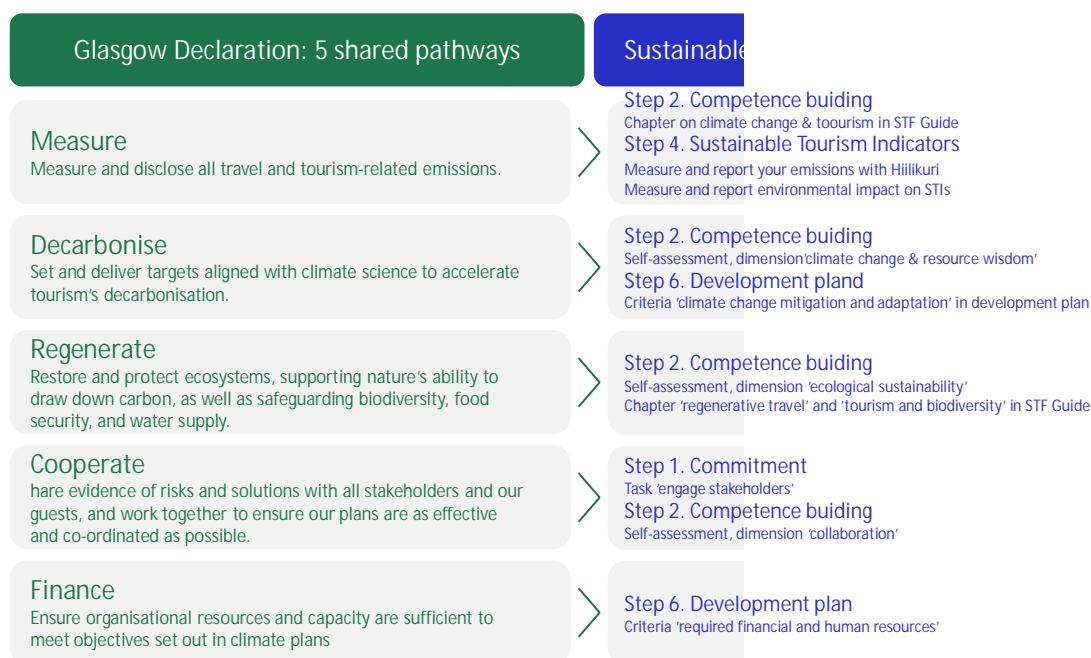 Glasgow Declaration: 5 shared pathways
Sustainable
Measure
Measure and disclose all travel and tourism-related emissions.
Step 2. Competence buiding
Chapter on climate change & toourism in STF Guide
Step 4. Sustainable Tourism Indicators
Measure and report your emissions with Hiilikuri
Measure and report environmental impact on STIs
Decarbonise
Set and deliver targets aligned with climate science to accelerate
tourism's decarbonisation.
Step 2. Competence buiding
Self-assessment, dimension'climate change & resource wisdom'
Step 6. Development pland
Criteria 'climate change mitigation and adaptation' in development plan
Regenerate
Restore and protect ecosystems, supporting nature's ability to
draw down carbon, as well as safeguarding biodiversity, food
security, and water supply.
Step 2. Competence buiding
Self-assessment, dimension 'ecological sustainability'
Chapter 'regenerative travel' and 'tourism and biodiversity' in STF Guide
Cooperate
hare evidence of risks and solutions with all stakeholders and our
guests, and work together to ensure our plans are as effective
and co-ordinated as possible.
Step 1. Commitment
Task 'engage stakeholders'
Step 2. Competence buiding
Self-assessment, dimension 'collaboration'
Finance
Ensure organisational resources and capacity are sufficient to
meet objectives set out in climate plans
Step 6. Development plan
Criteria 'required financial and human resources'